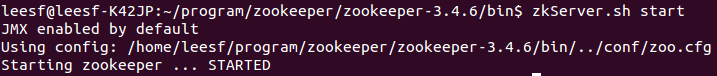 leesf@leesf-K42JP:~/program/zookeeper/zookeeper-3.4.6/bin$ zkServer.sh start
JMX enabled by default
Using config: /home/leesf/program/zookeeper/zookeeper-3.4.6/bin/../conf/zoo.cfg
Starting zookeeper ... STARTED